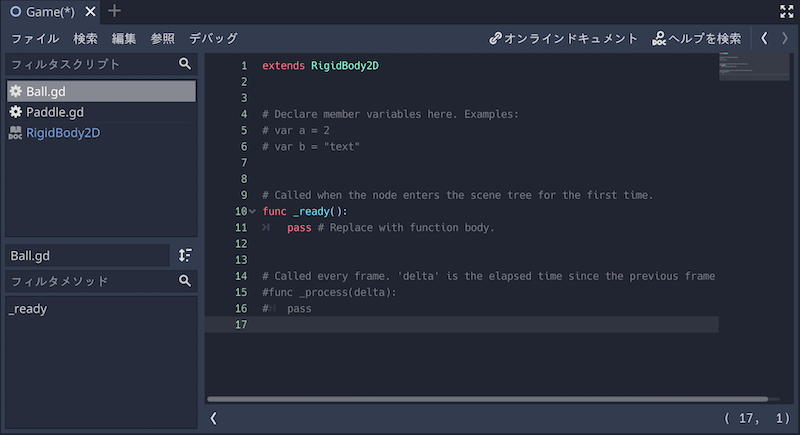 Game(*)
ファイル 検索 編集 参照 デバッグ オンラインドキュメント ヘルプを検索
フィルタスクリプト
Ball.gd
Paddle.gd
DOC RigidBody2D
Ball.gd
フィルタメソッド
_ready
1 extends RigidBody2D
2
3
4 # Declare member variables here. Examples:
5 # var a = 2
6 # var b = "text"
7
8
9 # Called when the node enters the scene tree for the first time.
10 func _ready():
11 pass # Replace with function body.
12
13
14 # Called every frame. 'delta' is the elapsed time since the previous frame
15 #func _process(delta):
16 # pass
17
( 17, 1)